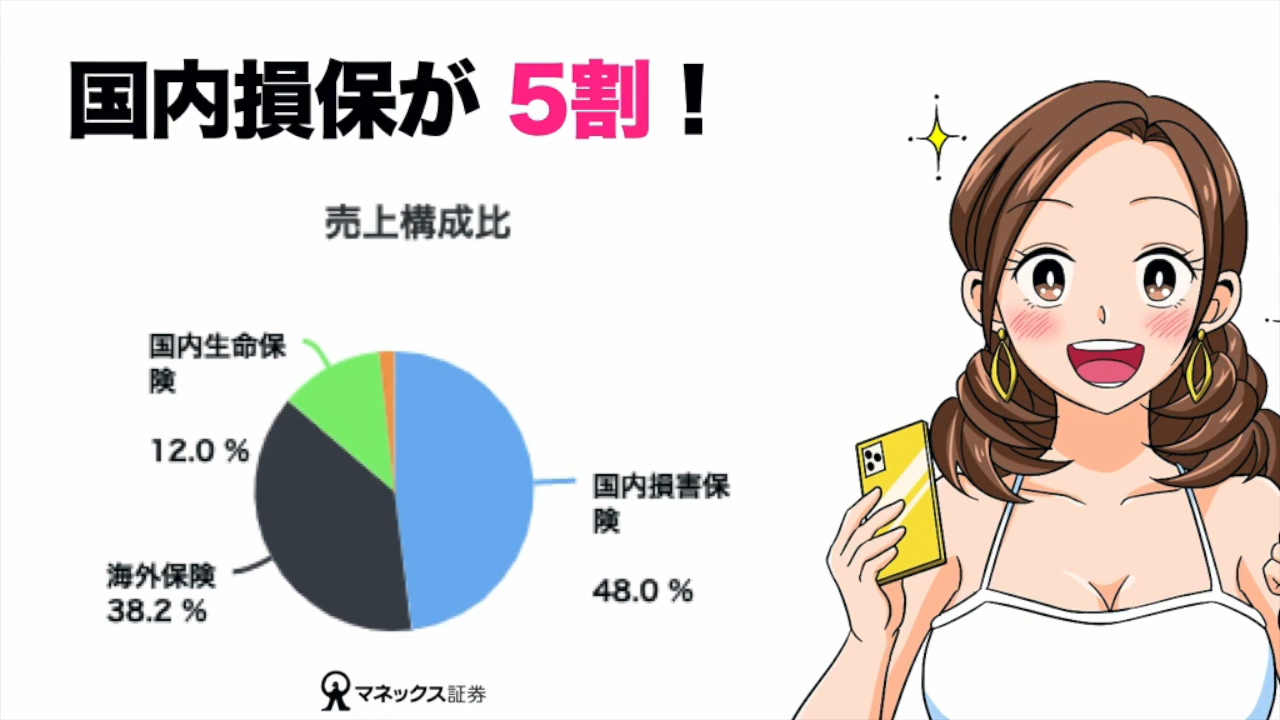 国内損保が 5割！
売上構成比
国内生命保
険
12.0 %
国内損害保
険
48.0 %
海外保険
38.2 %
マネックス証券